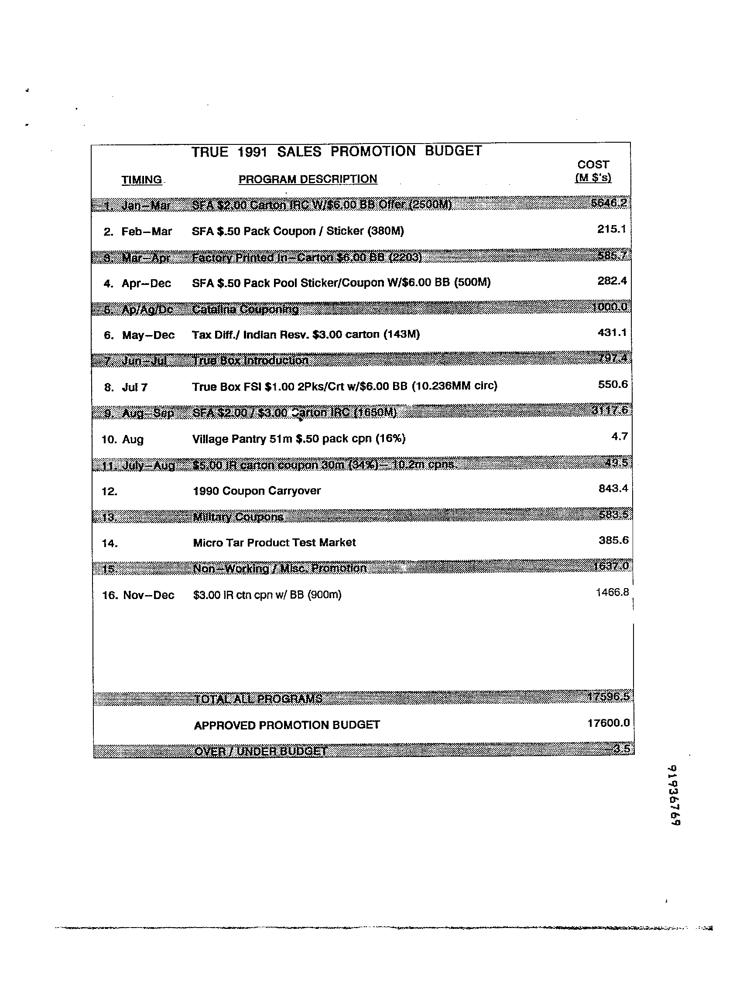 TRUE 1991 SALES PROMOTION BUDGET
COST
TIMING PROGRAM DESCRIPTION (M $'s)
1. Jan-Mar SFA $2.00 Carton IRC W/$6.00 BB Offer (2500M) 5646.2
2. Feb-Mar SFA $.50 Pack Coupon / Sticker (380M) 215.1
3. Mar-Apr Factory Printed In-Carton $6.00 BB (2203) 585.7
4. Apr-Dec SFA $.50 Pack Pool Sticker/Coupon W/$6.00 BB (500M) 282.4
5. Ap/Ag/Dc Catalina Couponing 1000.0
6. May-Dec Tax Diff./ Indian Resv. $3.00 carton (143M) 431.1
7. Jun-Jul True Box Introduction 797.4
8. Jul 7 True Box FSI $1.00 2Pks/Crt w/$6.00 BB (10.236MM circ) 550.6
9. Aug-Sep SFA $2.00 / $3.00 Carton IRC (1650M) 3117.6
10. Aug Village Pantry 51m $.50 pack cpn (16%) 4.7
11. July-Aug $5.00 IR carton coupon 30m (34%)- 10.2m cpns. 49.5
12. 1990 Coupon Carryover 843.4
13. Military Coupons 583.5
14. Micro Tar Product Test Market 385.6
15. Non-Working / Misc. Promotion 1637.0
16. Nov-Dec $3.00 IR ctn cpn w/ BB (900m) 1466.8
TOTAL ALL PROGRAMS 17596.5
APPROVED PROMOTION BUDGET 17600.0
OVER / UNDER BUDGET -3.5
91936769